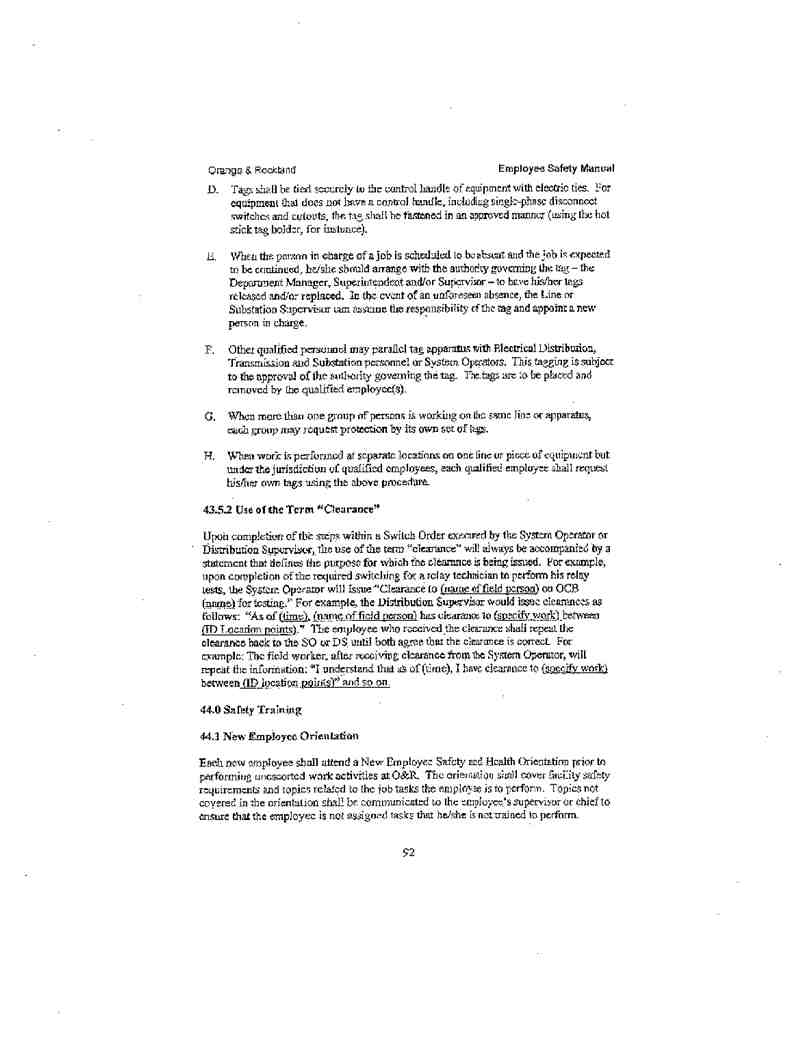 Orange & Rockland Employee Safety Manual
D. Tags shall be tied securely to the control handle of equipment with electric ties. For
equipment that does not have a control handle, including single-phase disconnect
switches and cutouts, the tag shall be fastened in an approved manner (using the hot
stick tag holder, for instance).
E. When the person in charge of a job is scheduled to be absent and the job is expected
to be continued, he/she should arrange with the authority governing the tag – the
Department Manager, Superintendent and/or Supervisor – to have his/her tags
released and/or replaced. In the event of an unforeseen absence, the Line or
Substation Supervisor can assume the responsibility of the tag and appoint a new
person in charge.
F. Other qualified personnel may parallel tag apparatus with Electrical Distribution,
Transmission and Substation personnel or System Operators. This tagging is subject
to the approval of the authority governing the tag. The tags are to be placed and
removed by the qualified employee(s).
G. When more than one group of persons is working on the same line or apparatus,
each group may request protection by its own set of tags.
H. When work is performed at separate locations on one line or piece of equipment but
under the jurisdiction of qualified employees, each qualified employee shall request
his/her own tags using the above procedure.
43.5.2 Use of the Term "Clearance"
Upon completion of the steps within a Switch Order executed by the System Operator or
Distribution Supervisor, the use of the term "clearance" will always be accompanied by a
statement that defines the purpose for which the clearance is being issued. For example,
upon completion of the required switching for a relay technician to perform his relay
tests, the System Operator will issue "Clearance to (name of field person) on OCB
(name) for testing." For example, the Distribution Supervisor would issue clearances as
follows: "As of (time), (name of field person) has clearance to (specify work) between
(ID Location points)." The employee who received the clearance shall repeat the
clearance back to the SO or DS until both agree that the clearance is correct. For
example: The field worker, after receiving clearance from the System Operator, will
repeat the information: "I understand that as of (time), I have clearance to (specify work)
between (ID location points)" and so on.
44.0 Safety Training
44.1 New Employee Orientation
Each new employee shall attend a New Employee Safety and Health Orientation prior to
performing unescorted work activities at O&R. The orientation shall cover facility safety
requirements and topics related to the job tasks the employee is to perform. Topics not
covered in the orientation shall be communicated to the employee's supervisor or chief to
ensure that the employee is not assigned tasks that he/she is not trained to perform.
92